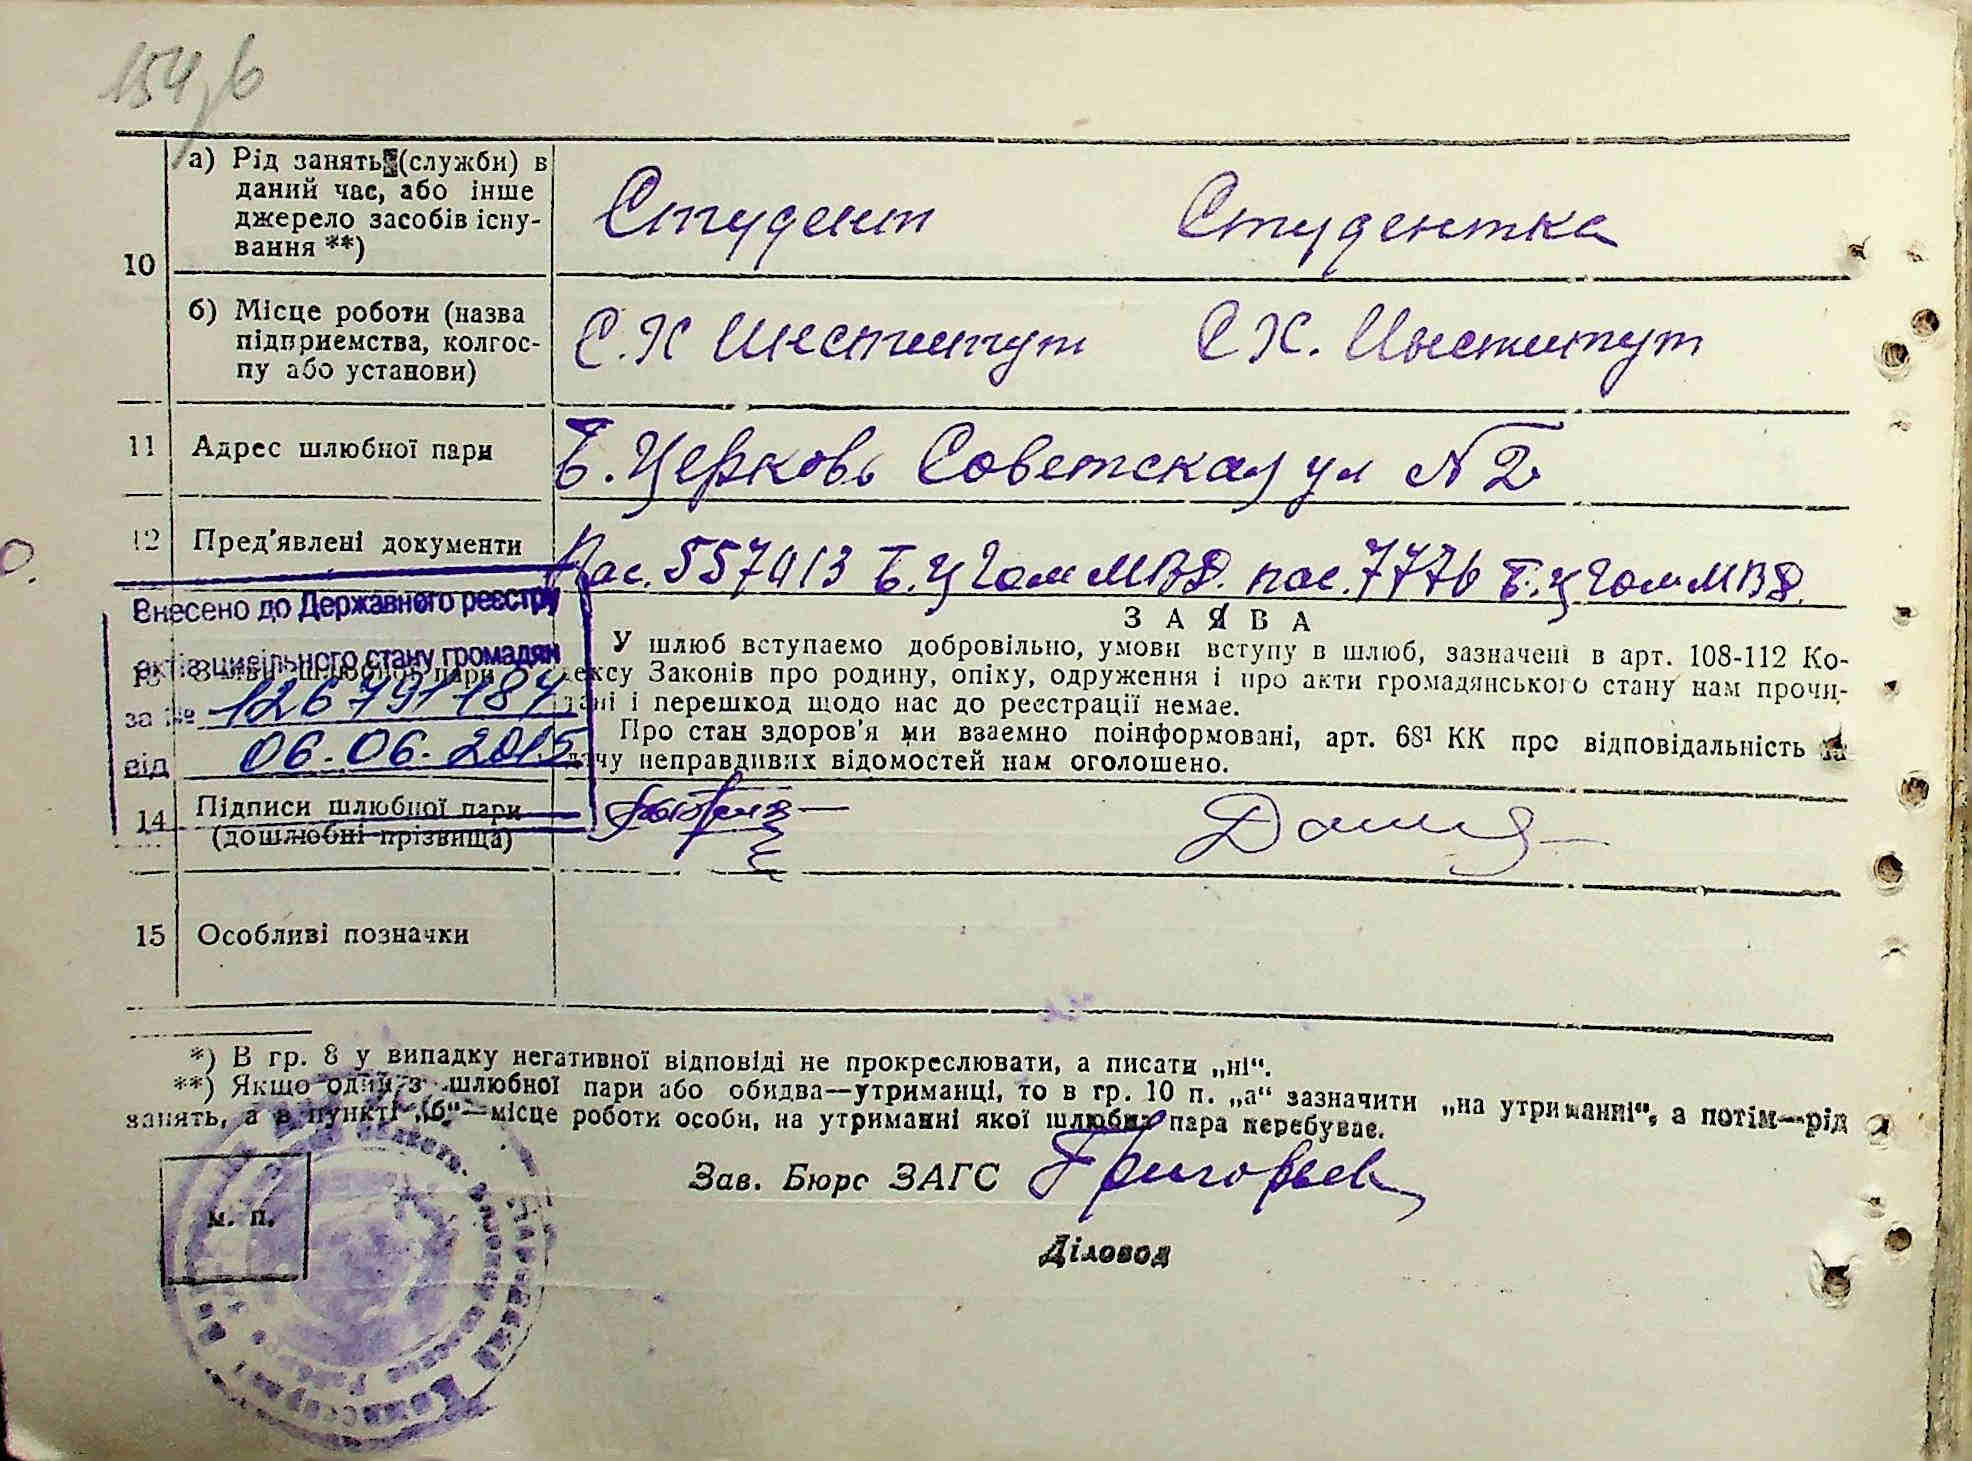 154, б
10
а) Рід занять (служби) в
даний час, або інше
джерело засобів існу-
вання **)
Студент Студентка
б) Місце роботи (назва
підприємства, колгос-
пу або установи)
С.Х Институт С Х. Институт
11 Адрес шлюбної пари
Б. Церковь Советская ул N 2
12 Пред'явлені документи
Пас. 557413 Б.Ц Гом МВД. пас. 7776 Б.Ц Гом МВД.
Внесено до Державного реєстру
актів цивільного стану громадян
за № 126791784
від 06.06.2015
13 Заяви шлюбної пари
ЗАЯВА
У шлюб вступаємо добровільно, умови вступу в шлюб, зазначені в арт. 108-112 Ко-
дексу Законів про родину, опіку, одруження і про акти громадянського стану нам прочи-
тані і перешкод щодо нас до реєстрації немає.
Про стан здоров'я ми взаємно поінформовані, арт. 68¹ КК про відповідальність за
дачу неправдивих відомостей нам оголошено.
14 Підписи шлюбної пари
(дошлюбні прізвища)
15 Особливі позначки
*) В гр. 8 у випадку негативної відповіді не прокреслювати, а писати „ні“.
**) Якщо один з шлюбної пари або обидва—утриманці, то в гр. 10 п. „а“ зазначити „на утриманні“, а потім—рід
занять, а в пункті „б“—місце роботи особи, на утриманні якої шлюбна пара перебуває.
Зав. Бюро ЗАГС Григорьев
м. п.
Діловод